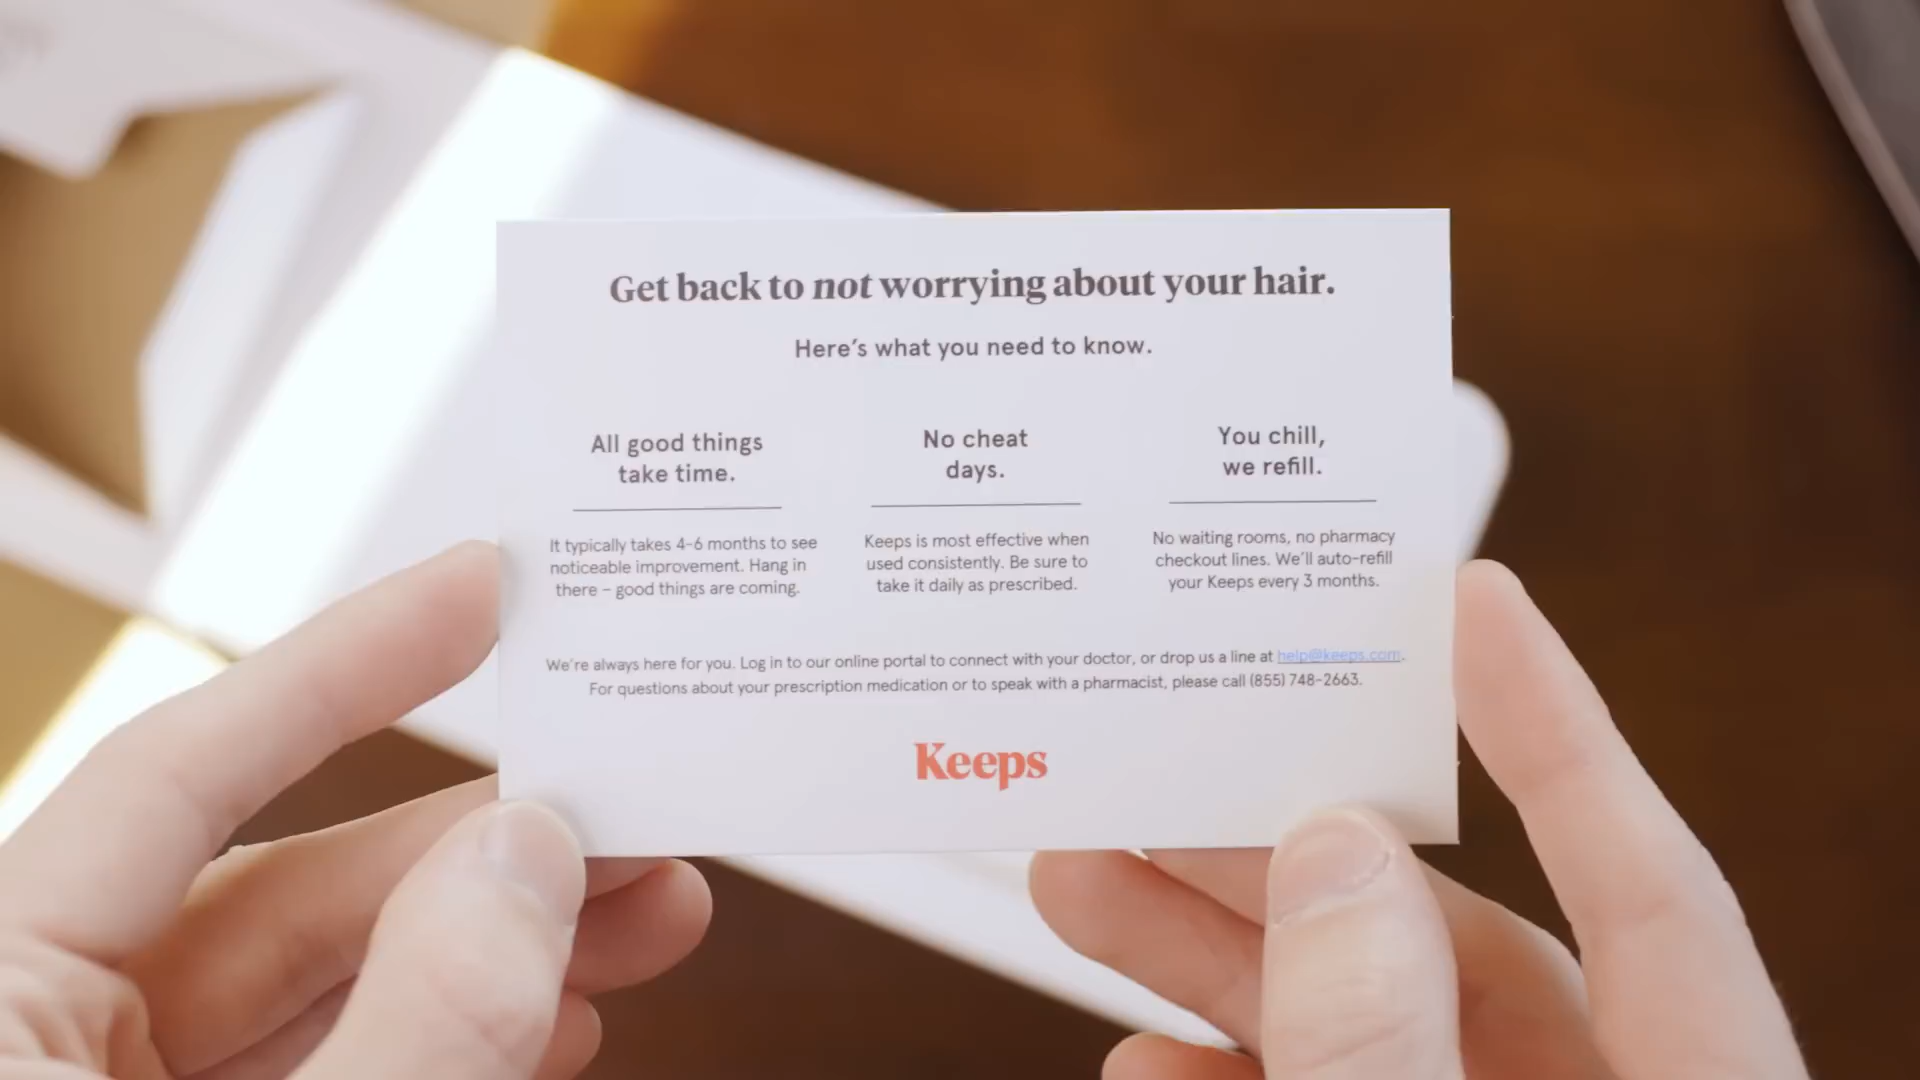 Get back to not worrying about your hair.
Here's what you need to know.
All good things
take time.
It typically takes 4-6 months to see
noticeable improvement. Hang in
there – good things are coming.
No cheat
days.
Keeps is most effective when
used consistently. Be sure to
take it daily as prescribed.
You chill,
we refill.
No waiting rooms, no pharmacy
checkout lines. We'll auto-refill
your Keeps every 3 months.
We're always here for you. Log in to our online portal to connect with your doctor, or drop us a line at help@keeps.com.
For questions about your prescription medication or to speak with a pharmacist, please call (855) 748-2663.
Keeps